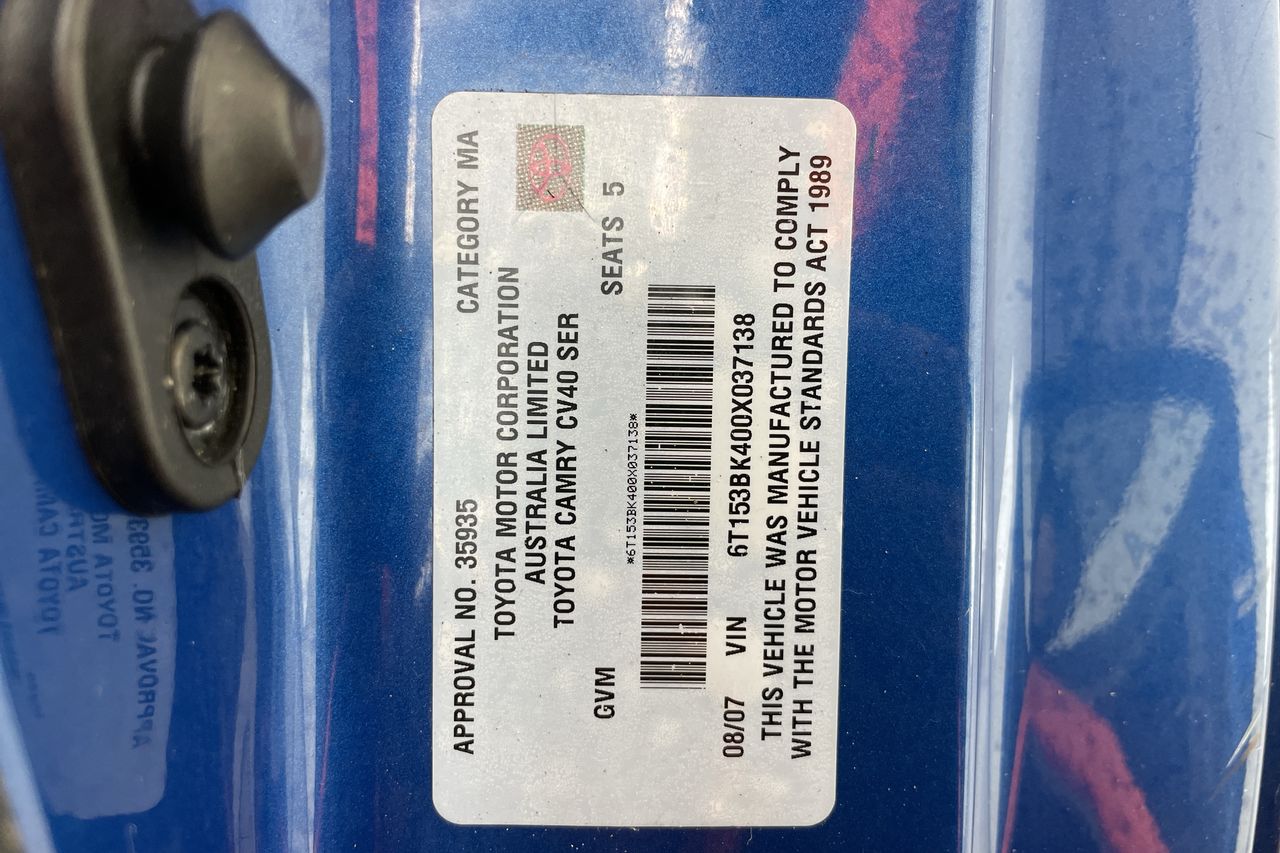 APPROVAL NO. 35935 CATEGORY MA
TOYOTA MOTOR CORPORATION
AUSTRALIA LIMITED
TOYOTA CAMRY CV40 SER
GVM SEATS 5
*6T153BK400X037138*
08/07 VIN 6T153BK400X037138
THIS VEHICLE WAS MANUFACTURED TO COMPLY
WITH THE MOTOR VEHICLE STANDARDS ACT 1989